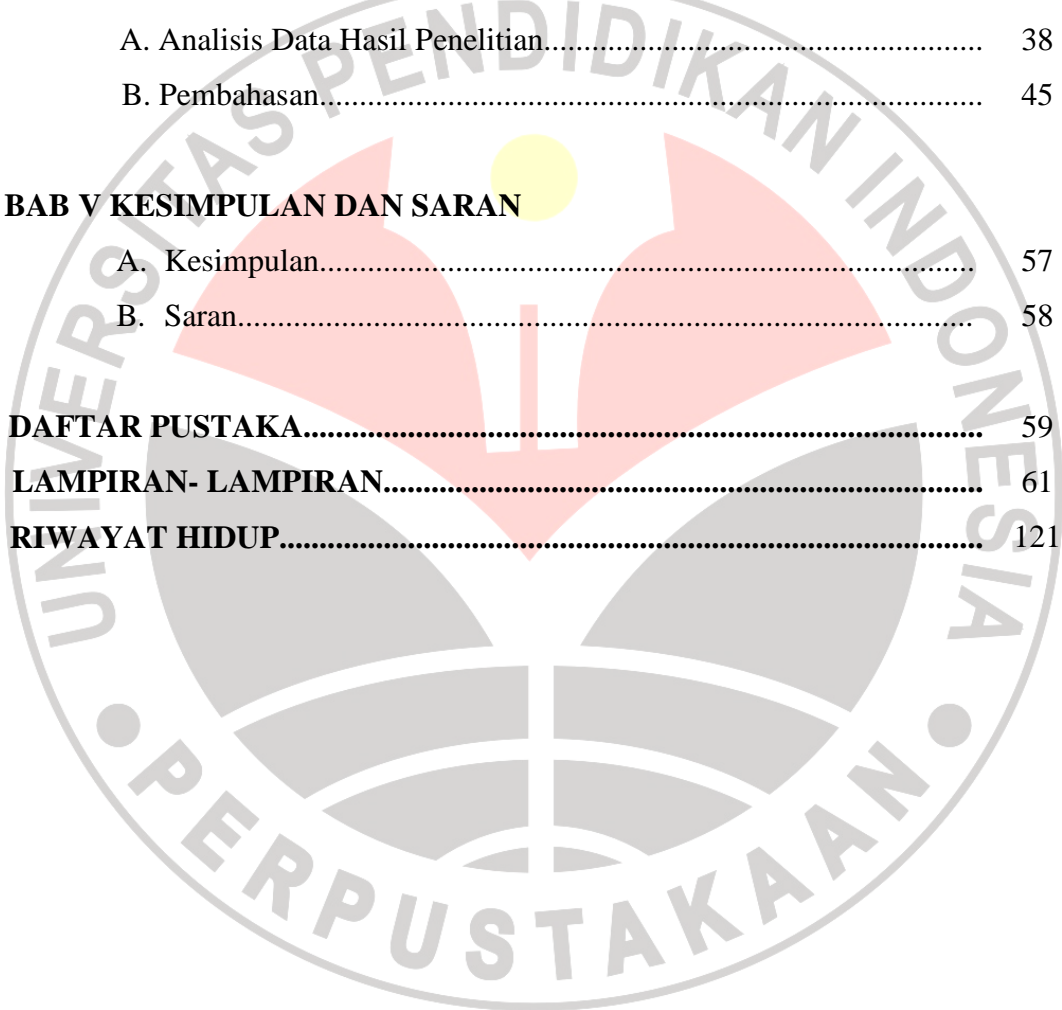 A. Analisis Data Hasil Penelitian.............................................. 38
B. Pembahasan..................................................................... 45
BAB V KESIMPULAN DAN SARAN
A. Kesimpulan.................................................................... 57
B. Saran............................................................................. 58
DAFTAR PUSTAKA....................................................................... 59
LAMPIRAN- LAMPIRAN.............................................................. 61
RIWAYAT HIDUP.......................................................................... 121
UNIVERSITAS PENDIDIKAN INDONESIA
PERPUSTAKAAN